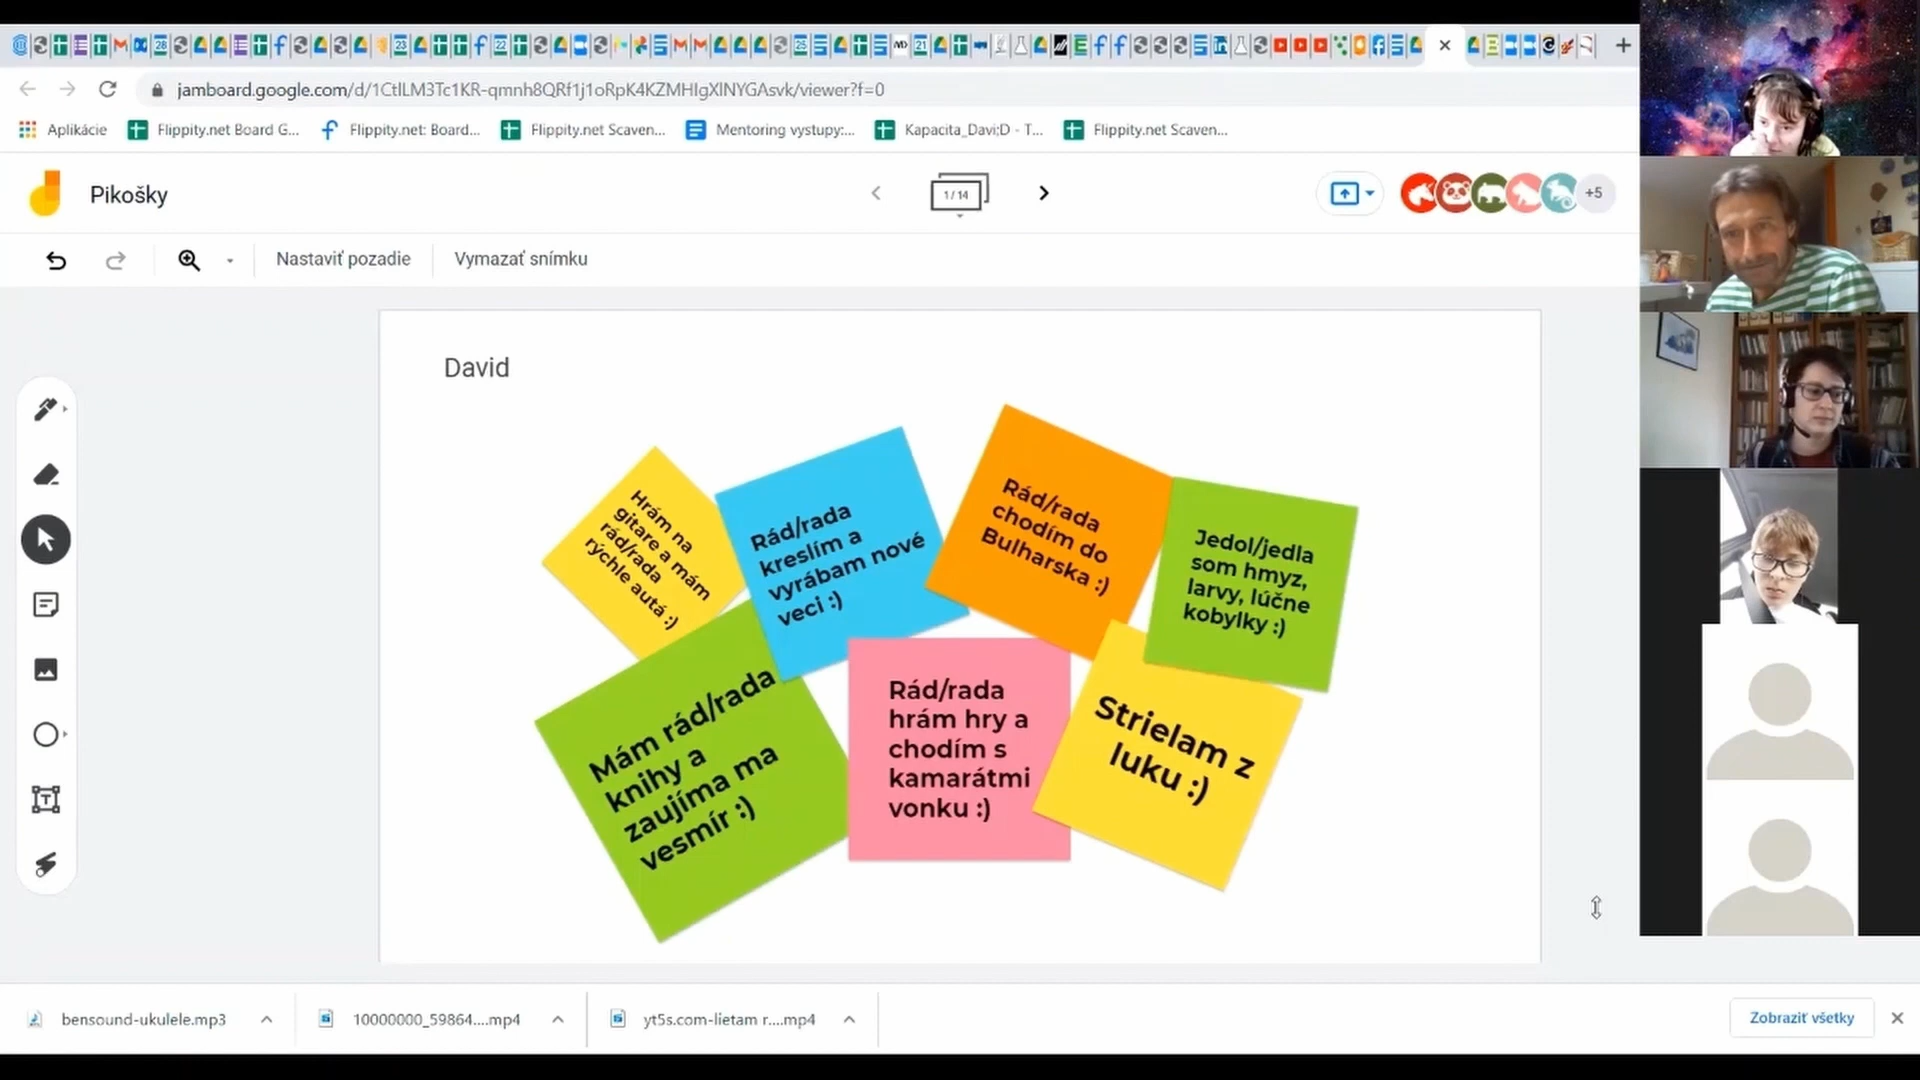 jamboard.google.com/d/1CtlLM3Tc1KR-qmnh8QRf1j1oRpK4KZMHIgXlNYGAsvk/viewer?f=0
Aplikácie
Flippity.net Board G...
Flippity.net: Board...
Flippity.net Scaven...
Mentoring vystupy:...
Kapacita_Davi;D - T...
Flippity.net Scaven...
Pikošky
1 / 14
+5
Nastaviť pozadie
Vymazať snímku
David
Hrám na
gitare a mám
rád/rada
rýchle autá :)
Rád/rada
kreslím a
vyrábam nové
veci :)
Rád/rada
chodím do
Bulharska :)
Jedol/jedla
som hmyz,
larvy, lúčne
kobylky :)
Mám rád/rada
knihy a
zaujíma ma
vesmír :)
Rád/rada
hrám hry a
chodím s
kamarátmi
vonku :)
Strielam z
luku :)
bensound-ukulele.mp3
10000000_59864....mp4
yt5s.com-lietam r....mp4
Zobraziť všetky